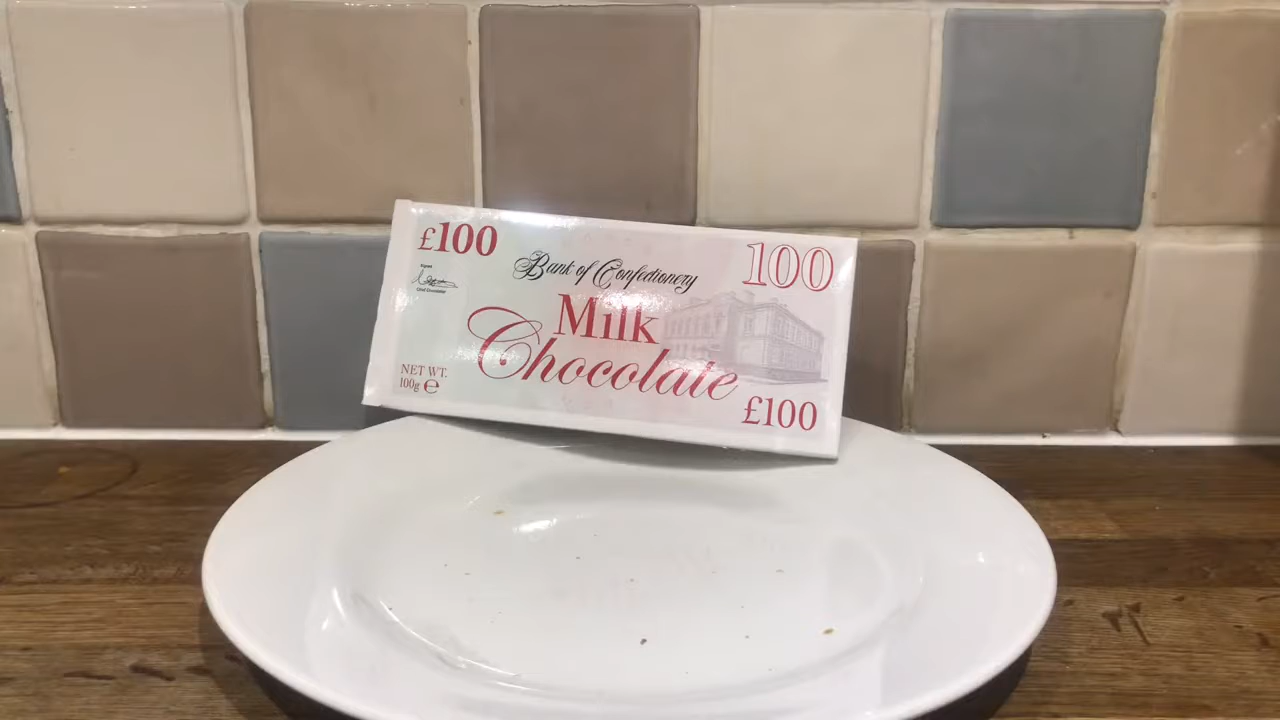 £100
100
Bank of Confectionery
Milk
Chocolate
NET WT.
100g ℮
£100